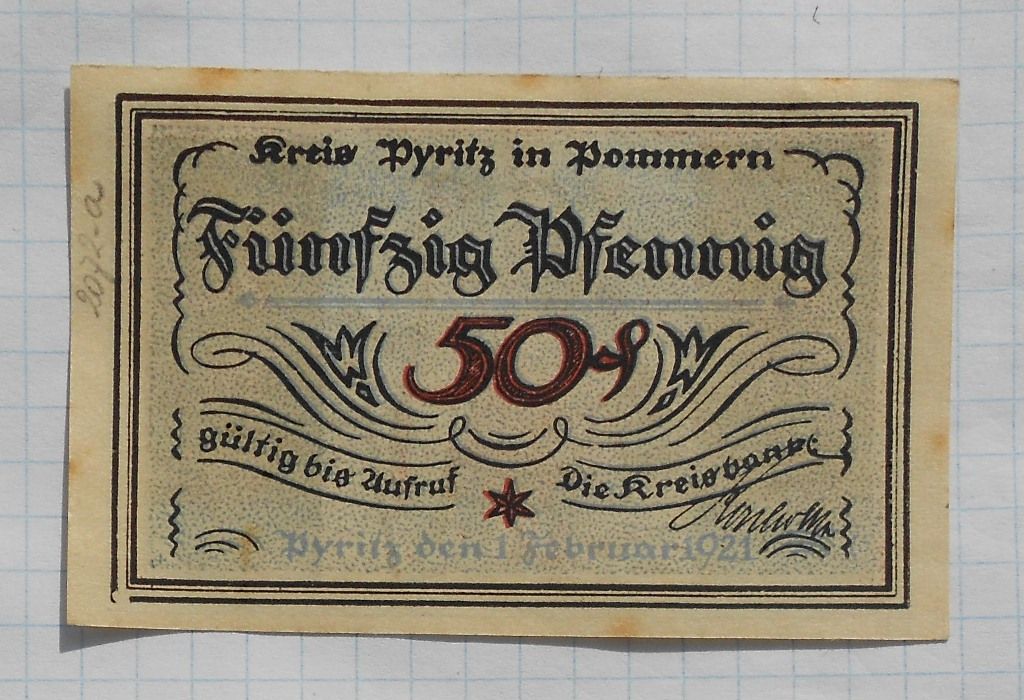 Kreis Pyritz in Pommern
Fünfzig Pfennig
50 ₰
gültig bis Aufruf
Die Kreisbank:
Pyritz den 1 Februar 1921